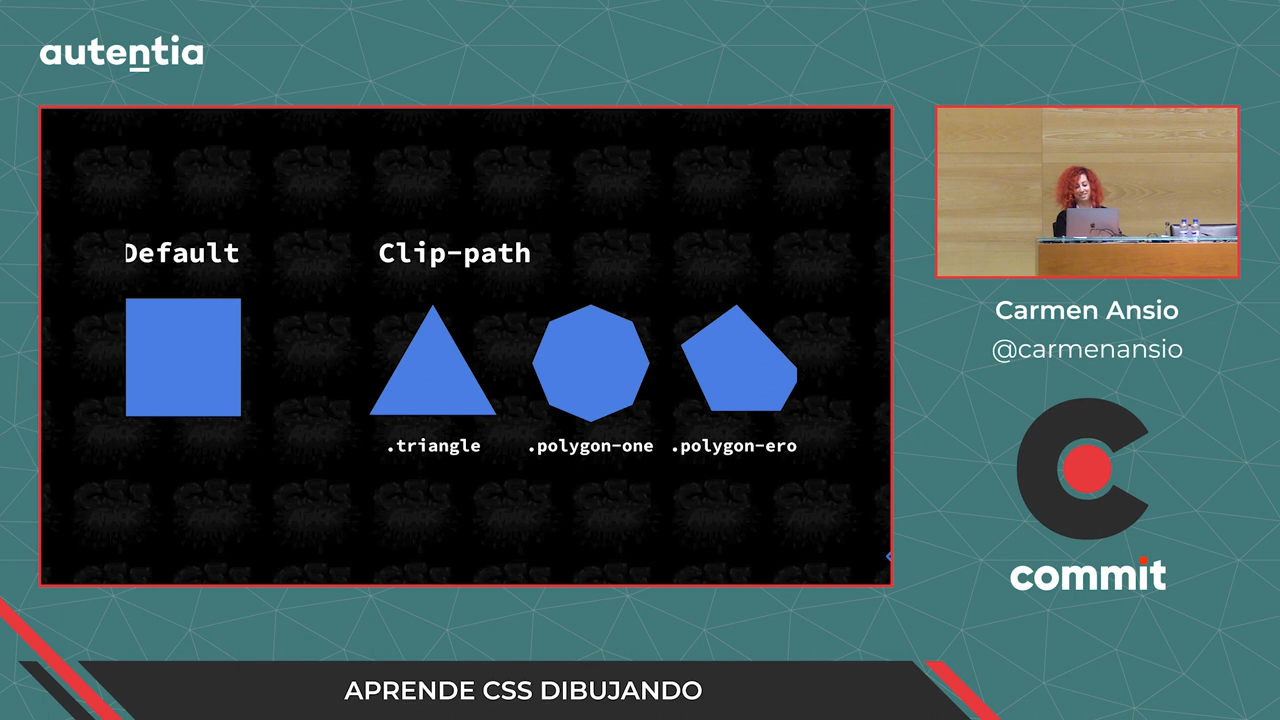 autentia
Default
Clip-path
.triangle
.polygon-one
.polygon-ero
Carmen Ansio
@carmenansio
commit
APRENDE CSS DIBUJANDO